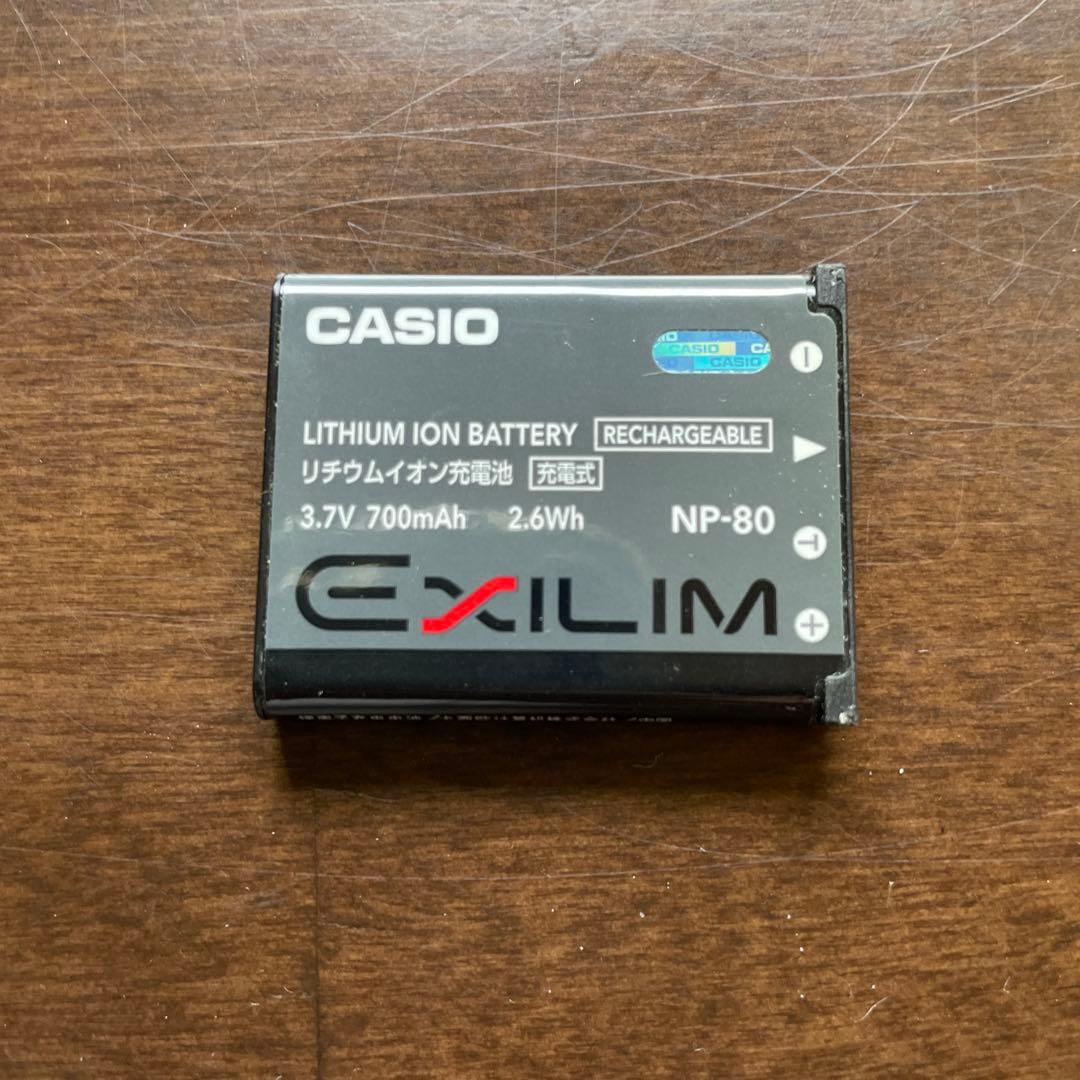 CASIO
CASIO CA
CASIO
LITHIUM ION BATTERY RECHARGEABLE
リチウムイオン充電池 充電式
3.7V 700mAh 2.6Wh NP-80
EXILIM
T